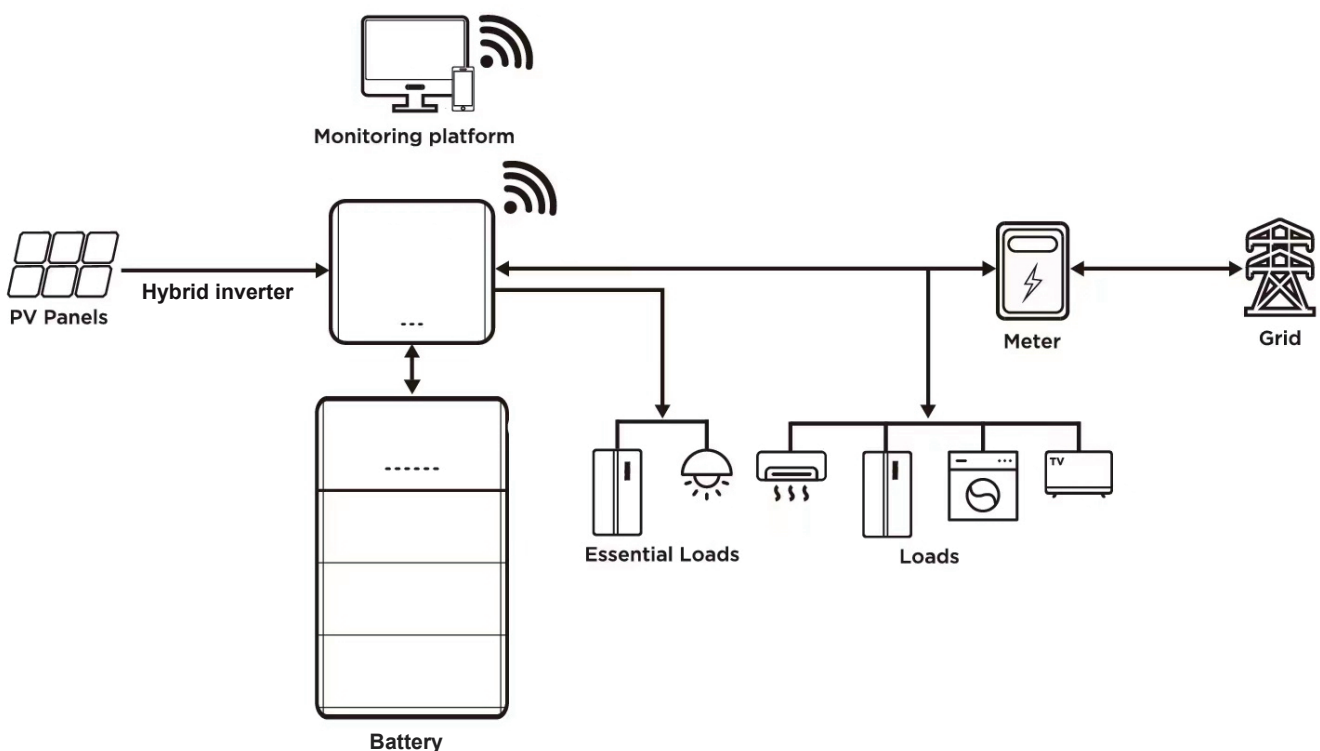 Monitoring platform
Hybrid inverter
PV Panels
Meter
Grid
TV
Essential Loads
Loads
Battery